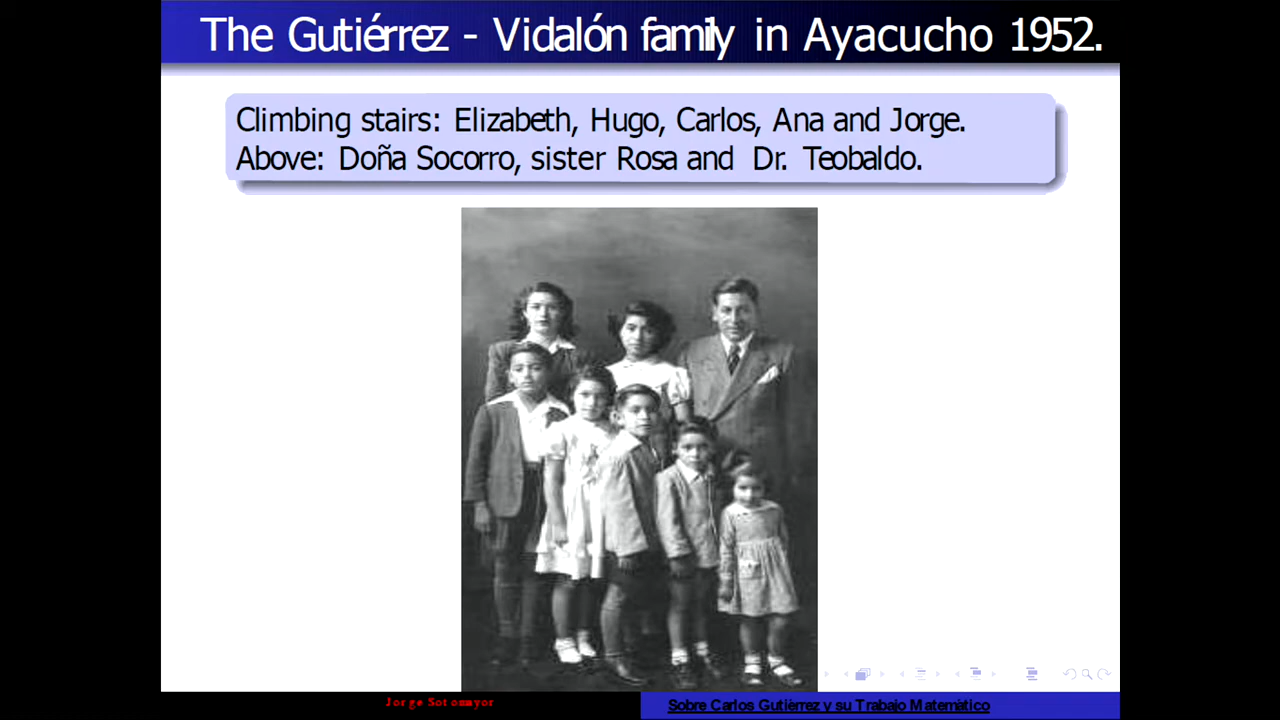 The Gutiérrez - Vidalón family in Ayacucho 1952.
Climbing stairs: Elizabeth, Hugo, Carlos, Ana and Jorge.
Above: Doña Socorro, sister Rosa and Dr. Teobaldo.
Jorge Sotomayor
Sobre Carlos Gutiérrez y su Trabajo Matemático